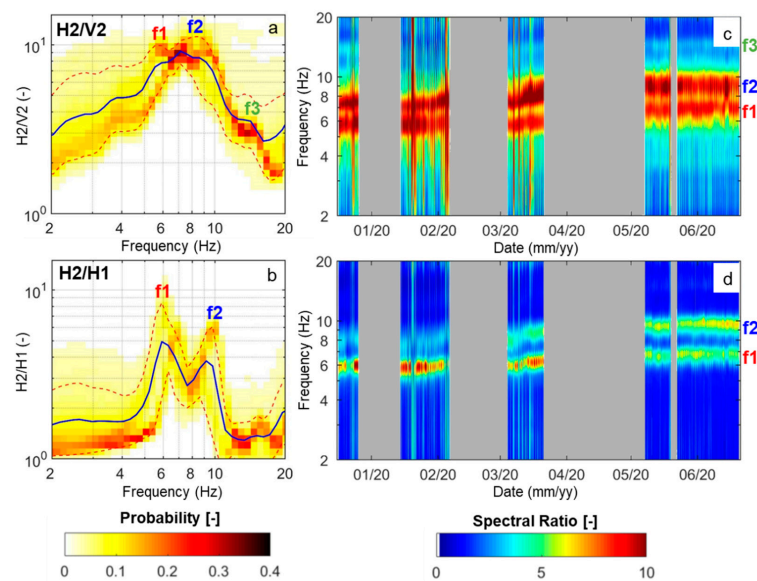 H2/V2
f1
f2
a
f3
10¹
10⁰
H2/V2 (-)
2
4
6
8
10
20
Frequency (Hz)
c
20
10
8
6
4
2
Frequency (Hz)
f3
f2
f1
01/20
02/20
03/20
04/20
05/20
06/20
Date (mm/yy)
H2/H1
f1
f2
b
10¹
10⁰
H2/H1 (-)
2
4
6
8
10
20
Frequency (Hz)
d
20
10
8
6
4
2
Frequency (Hz)
f2
f1
01/20
02/20
03/20
04/20
05/20
06/20
Date (mm/yy)
Probability [-]
0
0.1
0.2
0.3
0.4
Spectral Ratio [-]
0
5
10